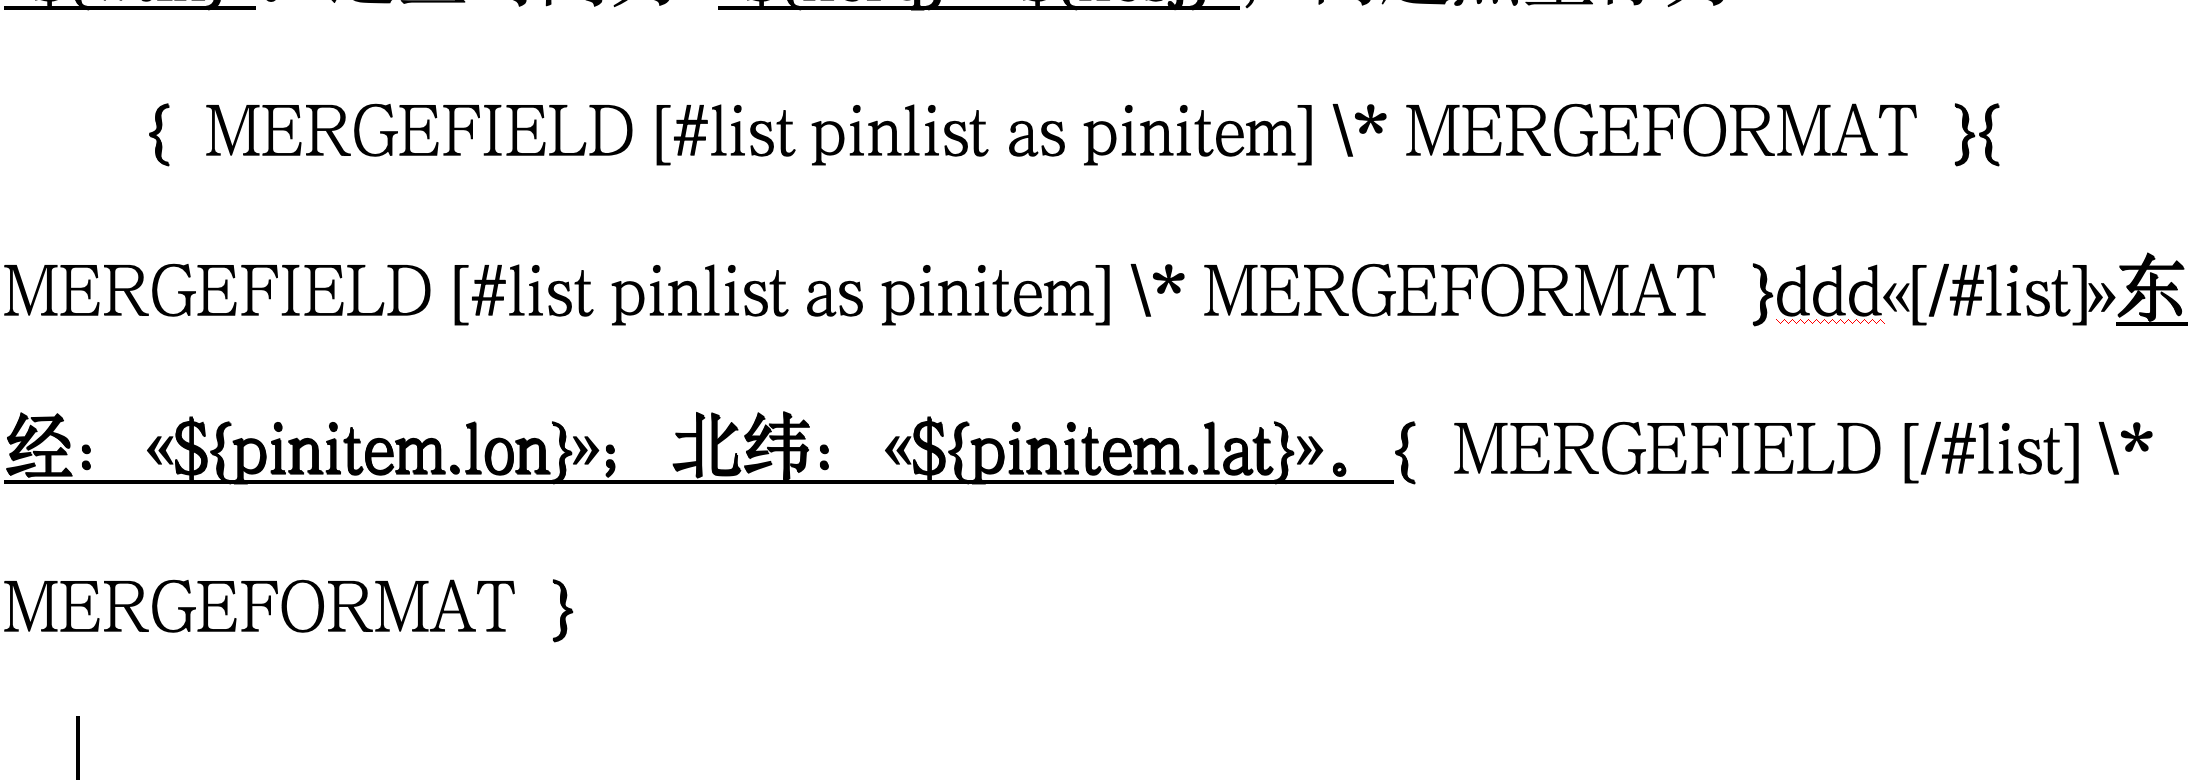 { MERGEFIELD [#list pinlist as pinitem] \* MERGEFORMAT }{
MERGEFIELD [#list pinlist as pinitem] \* MERGEFORMAT }ddd«[/#list]»东
经：«${pinitem.lon}»；北纬：«${pinitem.lat}»。{ MERGEFIELD [/#list] \*
MERGEFORMAT }